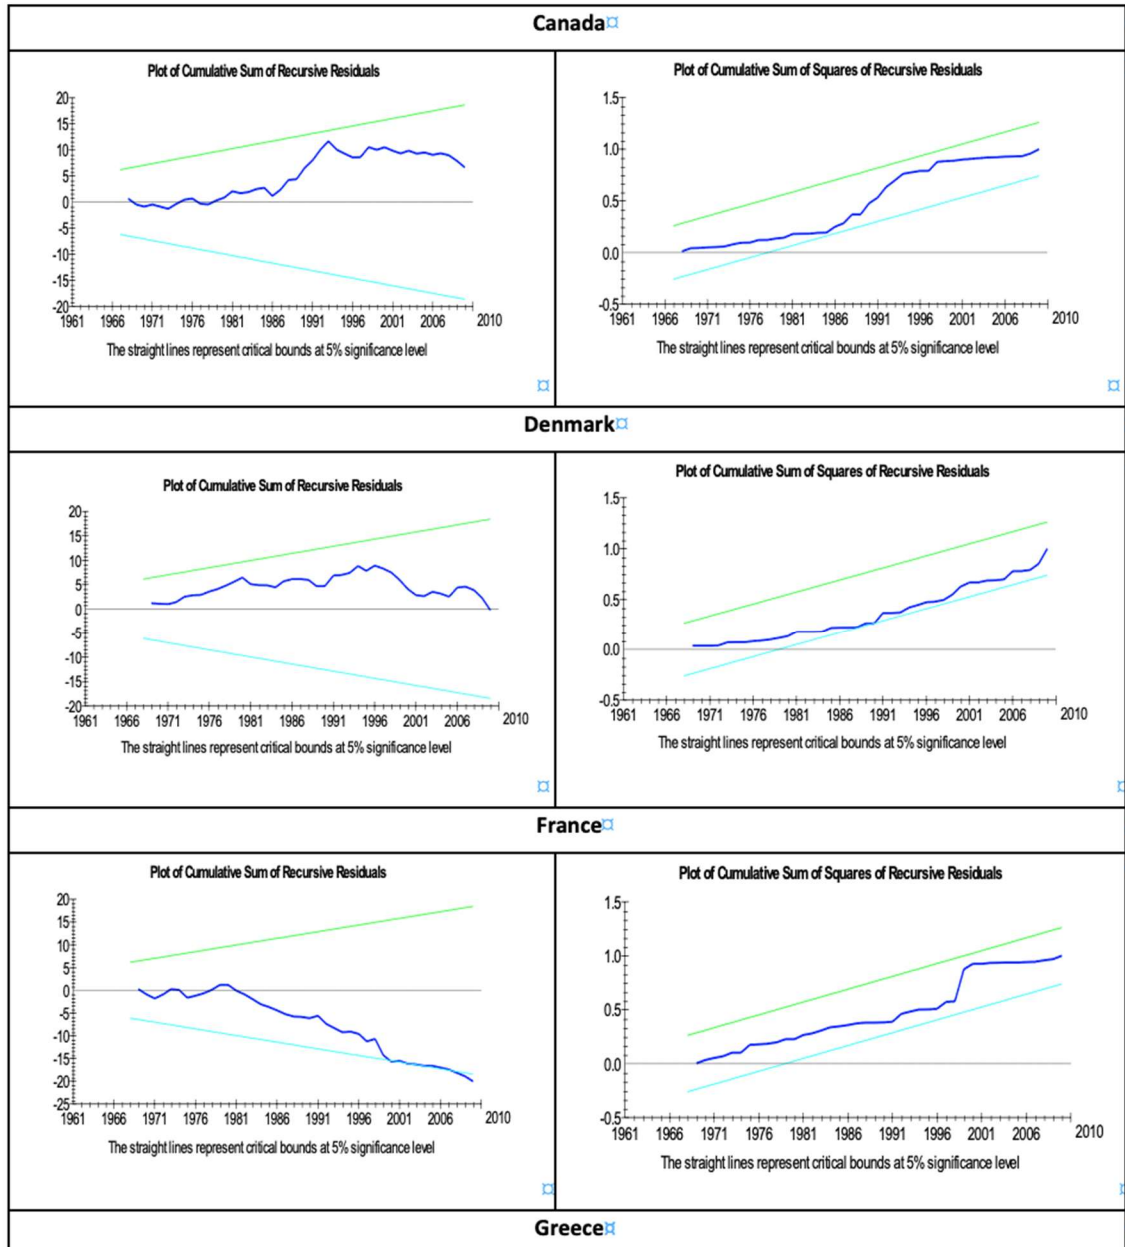 Canada¤
Plot of Cumulative Sum of Recursive Residuals
20
15
10
5
0
-5
-10
-15
-20
1961 1966 1971 1976 1981 1986 1991 1996 2001 2006 2010
The straight lines represent critical bounds at 5% significance level
¤
Plot of Cumulative Sum of Squares of Recursive Residuals
1.5
1.0
0.5
0.0
-0.5
1961 1966 1971 1976 1981 1986 1991 1996 2001 2006 2010
The straight lines represent critical bounds at 5% significance level
¤
Denmark¤
Plot of Cumulative Sum of Recursive Residuals
20
15
10
5
0
-5
-10
-15
-20
1961 1966 1971 1976 1981 1986 1991 1996 2001 2006 2010
The straight lines represent critical bounds at 5% significance level
¤
Plot of Cumulative Sum of Squares of Recursive Residuals
1.5
1.0
0.5
0.0
-0.5
1961 1966 1971 1976 1981 1986 1991 1996 2001 2006 2010
The straight lines represent critical bounds at 5% significance level
¤
France¤
Plot of Cumulative Sum of Recursive Residuals
20
15
10
5
0
-5
-10
-15
-20
-25
1961 1966 1971 1976 1981 1986 1991 1996 2001 2006 2010
The straight lines represent critical bounds at 5% significance level
¤
Plot of Cumulative Sum of Squares of Recursive Residuals
1.5
1.0
0.5
0.0
-0.5
1961 1966 1971 1976 1981 1986 1991 1996 2001 2006 2010
The straight lines represent critical bounds at 5% significance level
¤
Greece¤